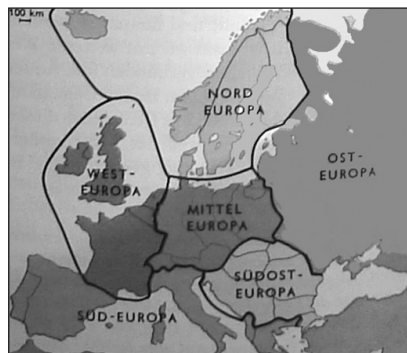 100 km
NORD
EUROPA
OST-
EUROPA
WEST-
EUROPA
MITTEL
EUROPA
SÜDOST-
EUROPA
SÜD-EUROPA